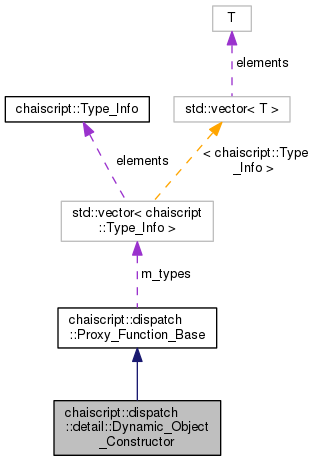 T
elements
chaiscript::Type_Info
std::vector< T >
elements
< chaiscript::Type
_Info >
std::vector< chaiscript
::Type_Info >
m_types
chaiscript::dispatch
::Proxy_Function_Base
chaiscript::dispatch
::detail::Dynamic_Object
_Constructor